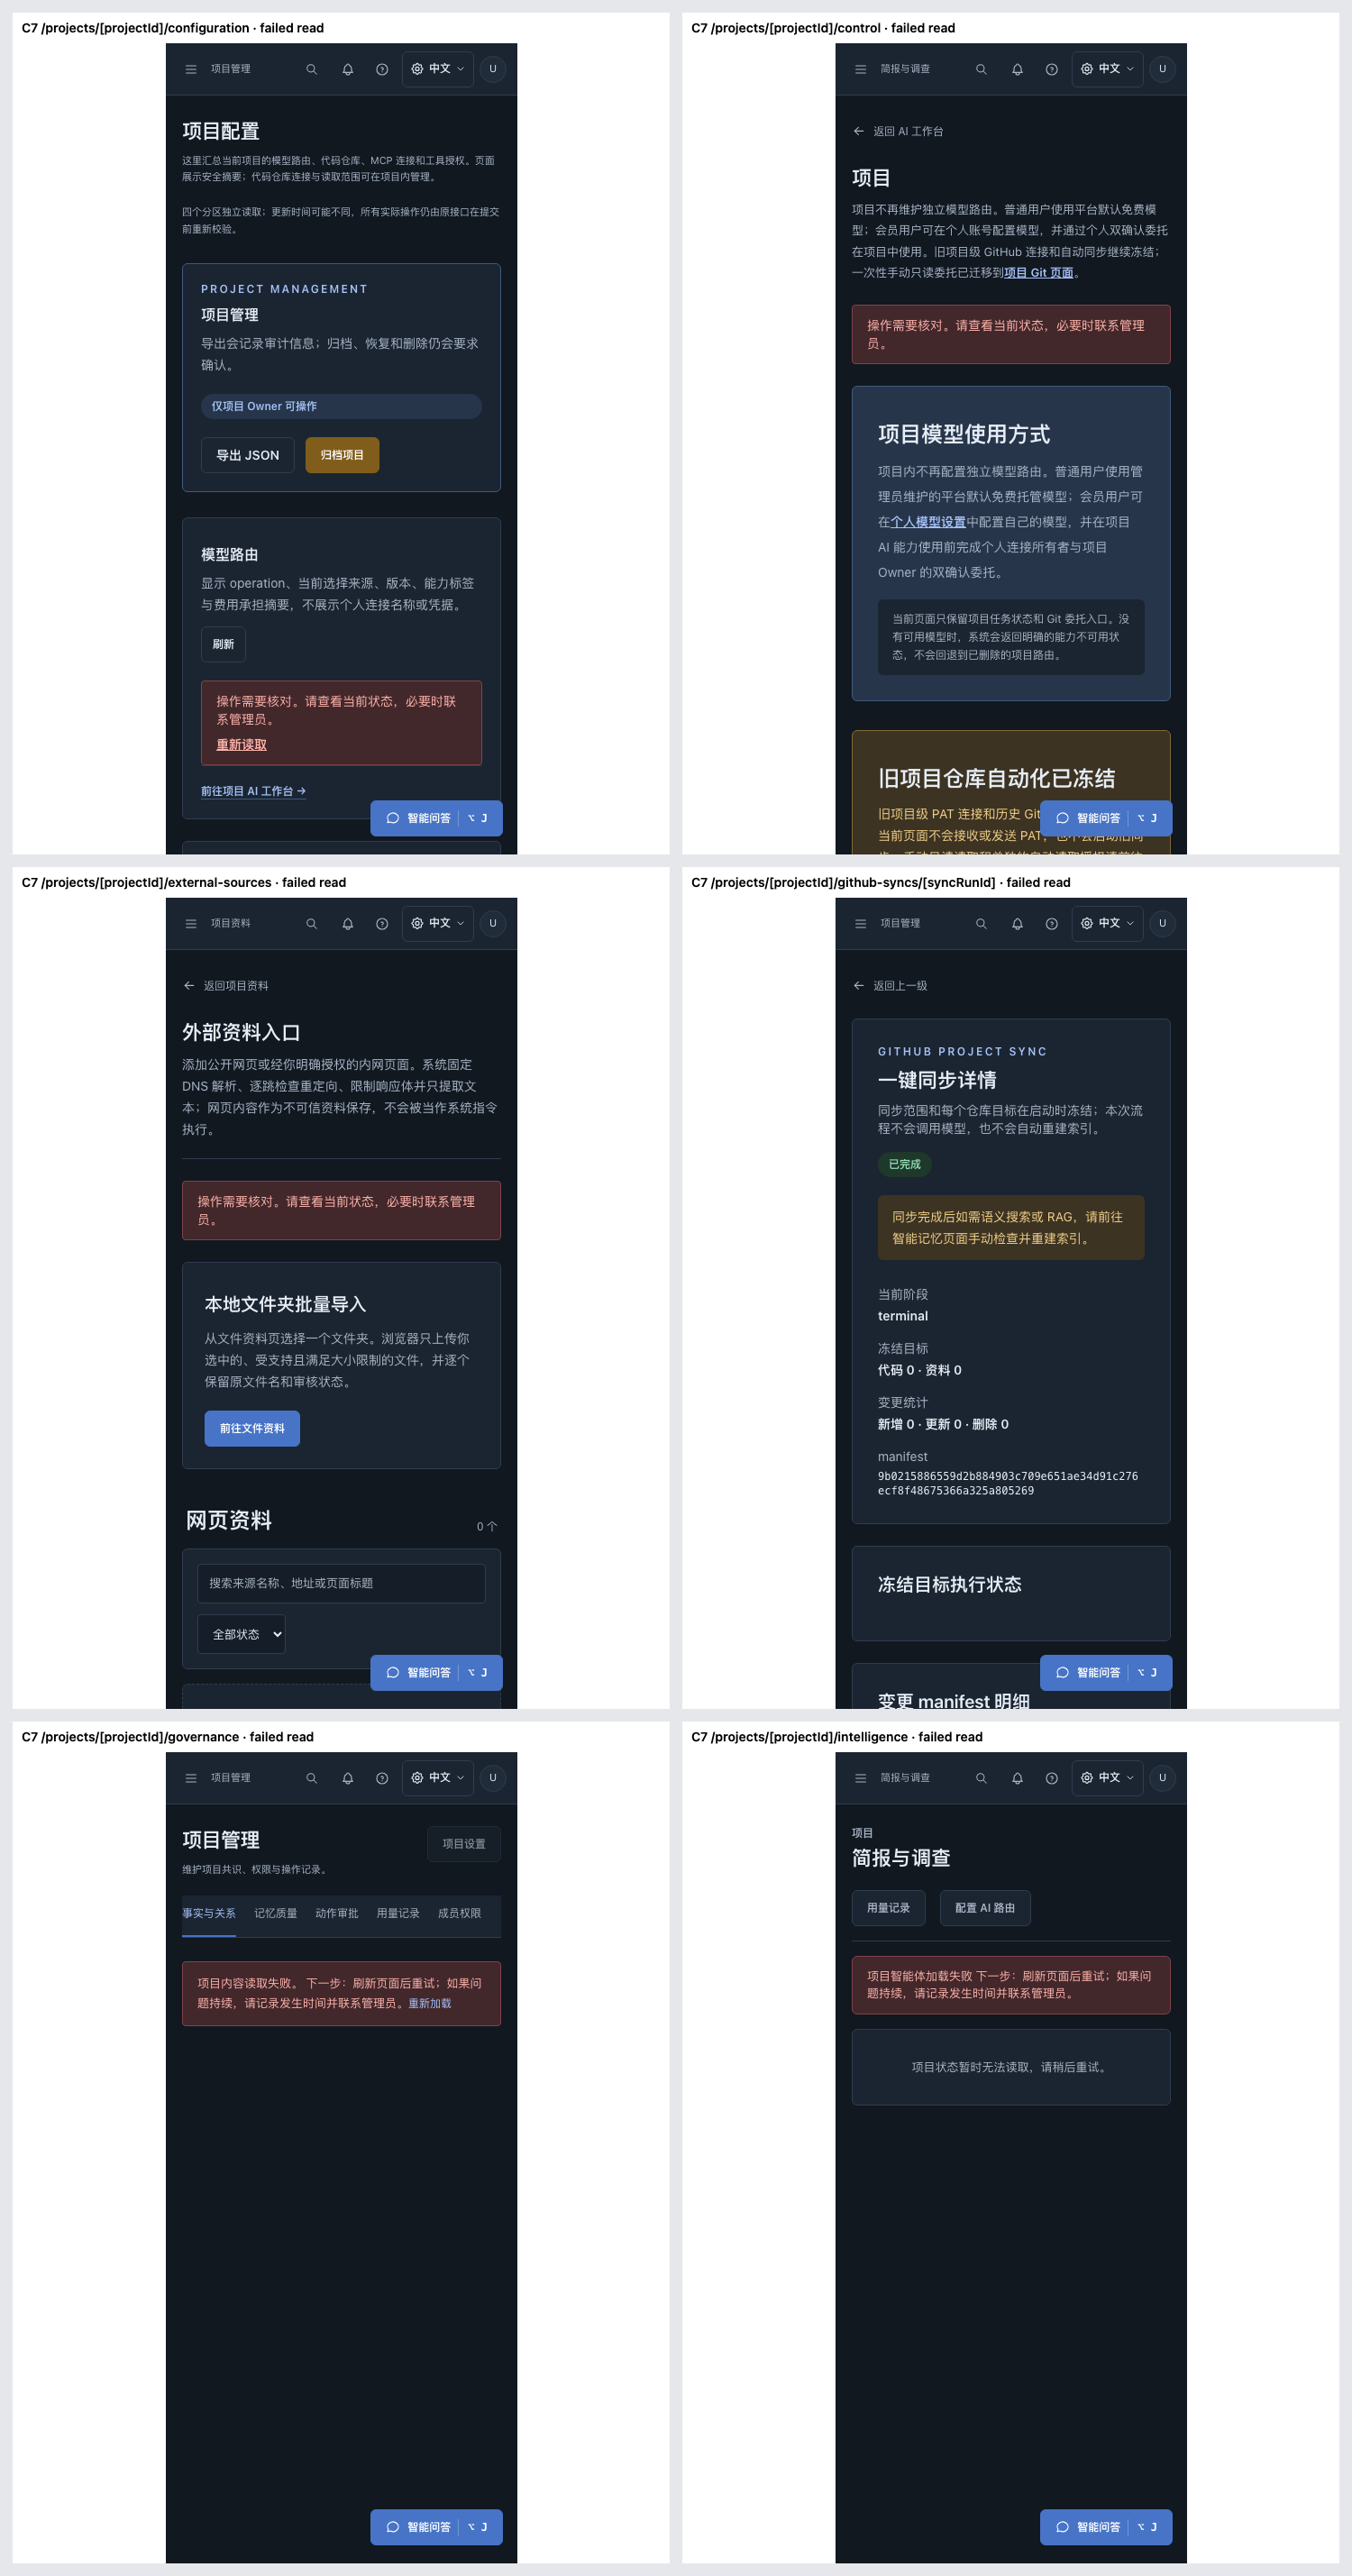 C7 /projects/[projectId]/configuration · failed read
项目管理
中文
U
项目配置
这里汇总当前项目的模型路由、代码仓库、MCP 连接和工具授权。页面
展示安全摘要；代码仓库连接与读取范围可在项目内管理。
四个分区独立读取；更新时间可能不同，所有实际操作仍由原接口在提交
前重新校验。
PROJECT MANAGEMENT
项目管理
导出会记录审计信息；归档、恢复和删除仍会要求
确认。
仅项目 Owner 可操作
导出 JSON
归档项目
模型路由
显示 operation、当前选择来源、版本、能力标签
与费用承担摘要，不展示个人连接名称或凭据。
刷新
操作需要核对。请查看当前状态，必要时联
系管理员。
重新读取
前往项目 AI 工作台 →
智能问答 ⌥ J
C7 /projects/[projectId]/control · failed read
简报与调查
中文
U
← 返回 AI 工作台
项目
项目不再维护独立模型路由。普通用户使用平台默认免费模
型；会员用户可在个人账号配置模型，并通过个人双确认委托
在项目中使用。旧项目级 GitHub 连接和自动同步继续冻结；
一次性手动只读委托已迁移到项目 Git 页面。
操作需要核对。请查看当前状态，必要时联系管理
员。
项目模型使用方式
项目内不再配置独立模型路由。普通用户使用管
理员维护的平台默认免费托管模型；会员用户可
在个人模型设置中配置自己的模型，并在项目
AI 能力使用前完成个人连接所有者与项目
Owner 的双确认委托。
当前页面只保留项目任务状态和 Git 委托入口。没
有可用模型时，系统会返回明确的能力不可用状
态，不会回退到已删除的项目路由。
旧项目仓库自动化已冻结
旧项目级 PAT 连接和历史 Git
当前页面不会接收或发送 PAT，
智能问答 ⌥ J
C7 /projects/[projectId]/external-sources · failed read
项目资料
中文
U
← 返回项目资料
外部资料入口
添加公开网页或经你明确授权的内网页面。系统固定
DNS 解析、逐跳检查重定向、限制响应体并只提取文
本；网页内容作为不可信资料保存，不会被当作系统指令
执行。
操作需要核对。请查看当前状态，必要时联系管理
员。
本地文件夹批量导入
从文件资料页选择一个文件夹。浏览器只上传你
选中的、受支持且满足大小限制的文件，并逐个
保留原文件名和审核状态。
前往文件资料
网页资料
0 个
搜索来源名称、地址或页面标题
全部状态
智能问答 ⌥ J
C7 /projects/[projectId]/github-syncs/[syncRunId] · failed read
项目管理
中文
U
← 返回上一级
GITHUB PROJECT SYNC
一键同步详情
同步范围和每个仓库目标在启动时冻结；本次流
程不会调用模型，也不会自动重建索引。
已完成
同步完成后如需语义搜索或 RAG，请前往
智能记忆页面手动检查并重建索引。
当前阶段
terminal
冻结目标
代码 0 · 资料 0
变更统计
新增 0 · 更新 0 · 删除 0
manifest
9b0215886559d2b884903c709e651ae34d91c276
ecf8f48675366a325a805269
冻结目标执行状态
变更 manifest 明细
智能问答 ⌥ J
C7 /projects/[projectId]/governance · failed read
项目管理
中文
U
项目管理
项目设置
维护项目共识、权限与操作记录。
事实与关系 记忆质量 动作审批 用量记录 成员权限
项目内容读取失败。 下一步：刷新页面后重试；如果问
题持续，请记录发生时间并联系管理员。重新加载
智能问答 ⌥ J
C7 /projects/[projectId]/intelligence · failed read
简报与调查
中文
U
项目
简报与调查
用量记录
配置 AI 路由
项目智能体加载失败 下一步：刷新页面后重试；如果问
题持续，请记录发生时间并联系管理员。
项目状态暂时无法读取，请稍后重试。
智能问答 ⌥ J